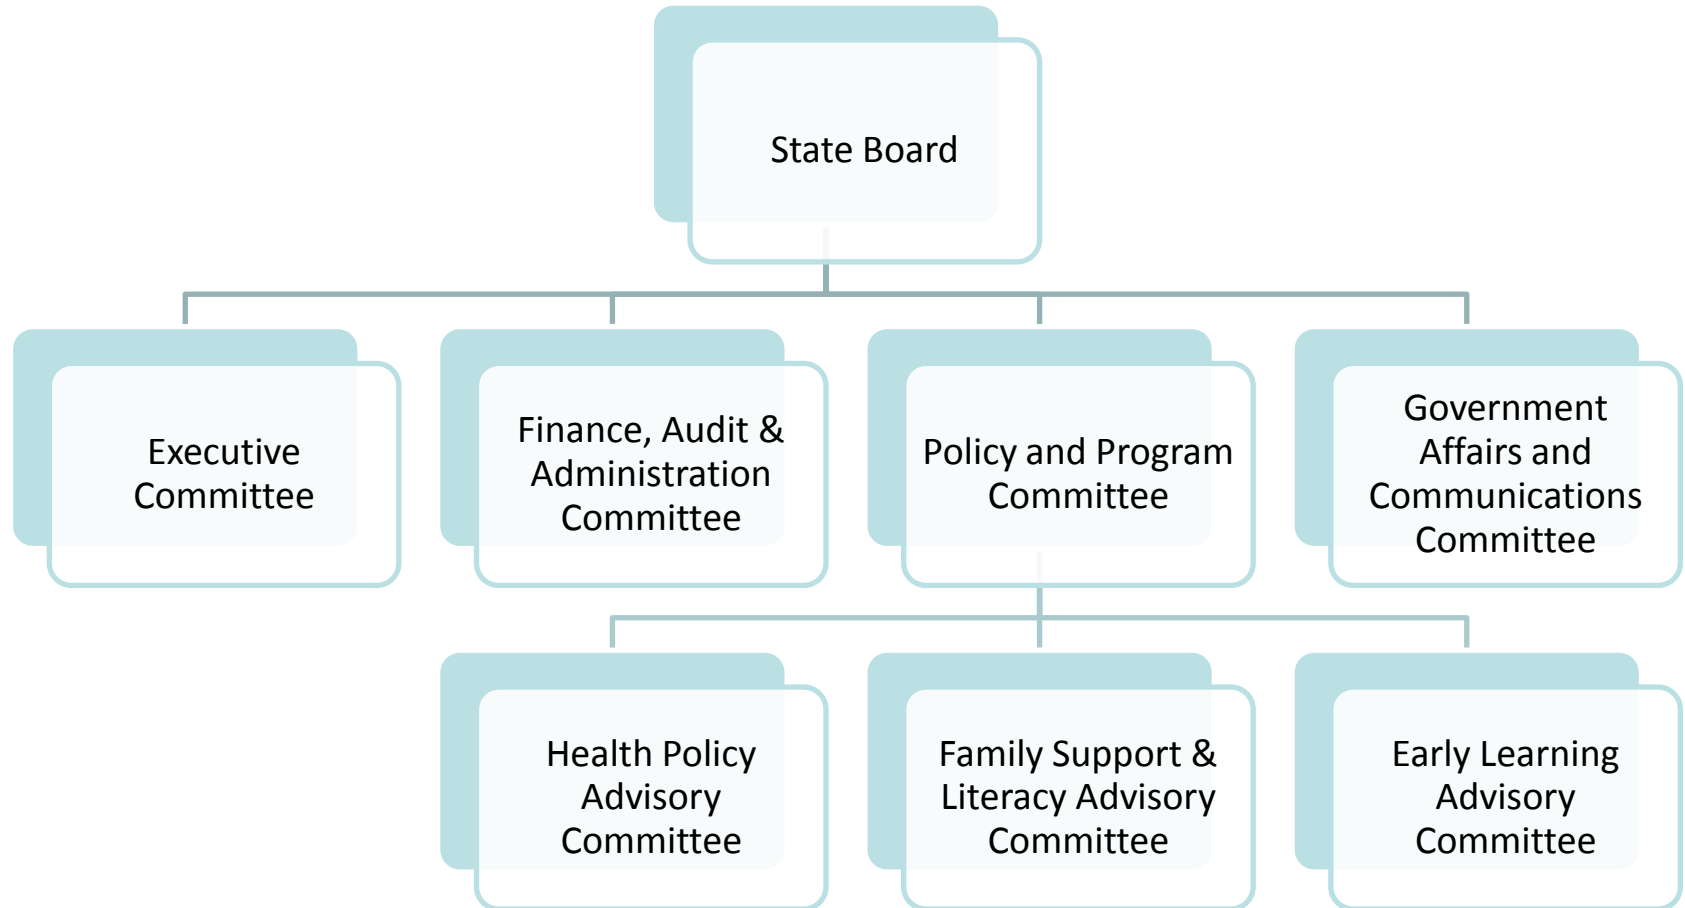 State Board
Executive
Committee
Finance, Audit &
Administration
Committee
Policy and Program
Committee
Government
Affairs and
Communications
Committee
Health Policy
Advisory
Committee
Family Support &
Literacy Advisory
Committee
Early Learning
Advisory
Committee